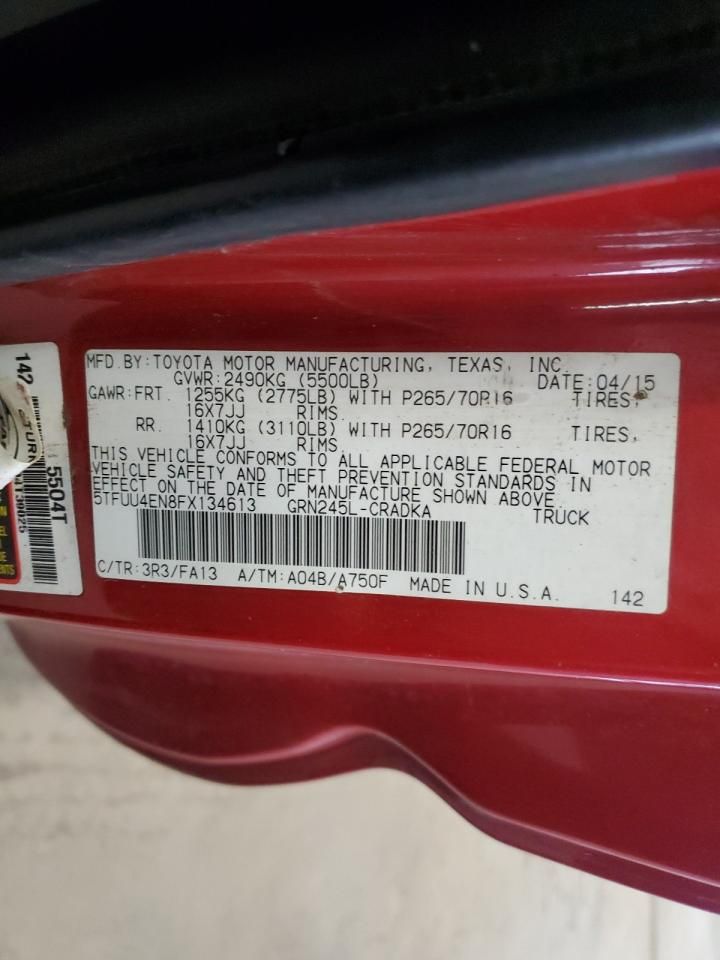 MFD.BY:TOYOTA MOTOR MANUFACTURING, TEXAS, INC.
GVWR:2490KG (5500LB) DATE:04/15
GAWR:FRT. 1255KG (2775LB) WITH P265/70R16 TIRES,
16X7JJ RIMS
RR. 1410KG (3110LB) WITH P265/70R16 TIRES,
16X7JJ RIMS
THIS VEHICLE CONFORMS TO ALL APPLICABLE FEDERAL MOTOR
VEHICLE SAFETY AND THEFT PREVENTION STANDARDS IN
EFFECT ON THE DATE OF MANUFACTURE SHOWN ABOVE.
5TFUU4EN8FX134613 GRN245L-CRADKA TRUCK
C/TR:3R3/FA13 A/TM:A04B/A750F MADE IN U.S.A. 142
142
5504T